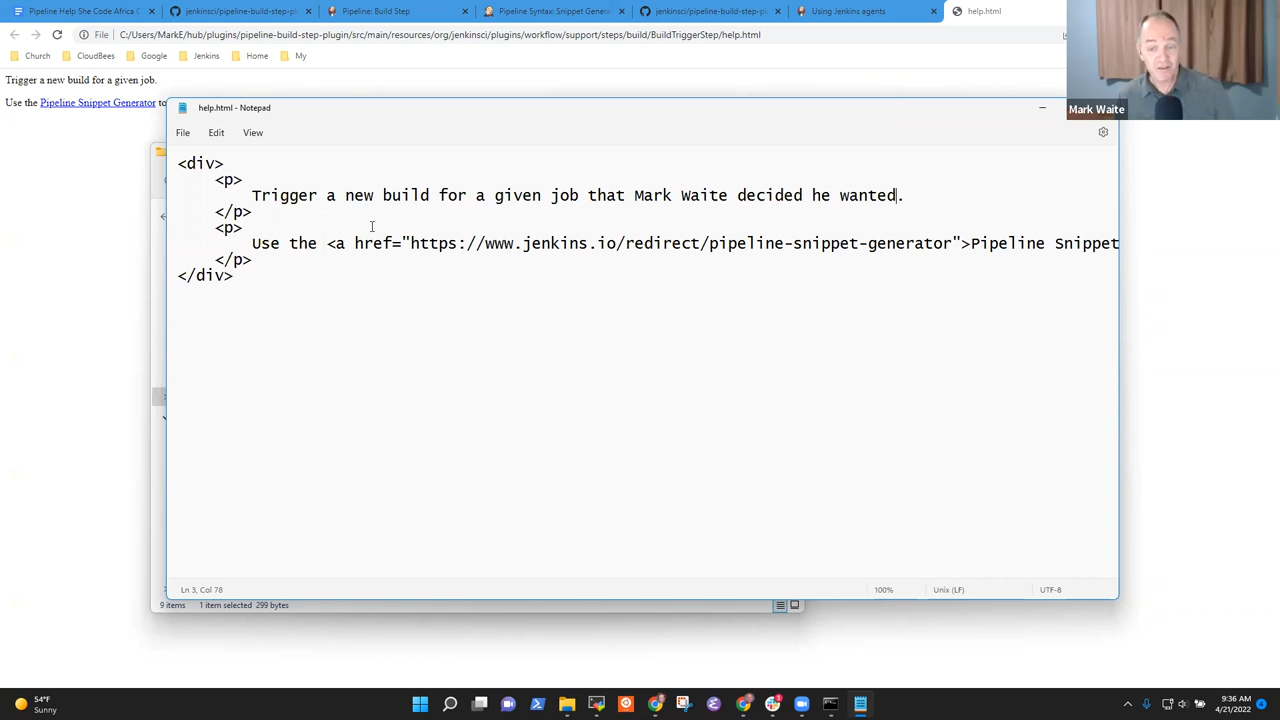 Pipeline Help She Code Africa C
jenkinsci/pipeline-build-step-pl
Pipeline: Build Step
Pipeline Syntax: Snippet Genera
jenkinsci/pipeline-build-step-pl
Using Jenkins agents
help.html
File
C:/Users/MarkE/hub/plugins/pipeline-build-step-plugin/src/main/resources/org/jenkinsci/plugins/workflow/support/steps/build/BuildTriggerStep/help.html
Church
CloudBees
Google
Jenkins
Home
My
Trigger a new build for a given job.
Use the Pipeline Snippet Generator to
Mark Waite
help.html - Notepad
File
Edit
View
<div>
<p>
Trigger a new build for a given job that Mark Waite decided he wanted.
</p>
<p>
Use the <a href="https://www.jenkins.io/redirect/pipeline-snippet-generator">Pipeline Snippet
</p>
</div>
Ln 3, Col 78
100%
Unix (LF)
UTF-8
9 items
1 item selected 299 bytes
54°F
Sunny
9:36 AM
4/21/2022